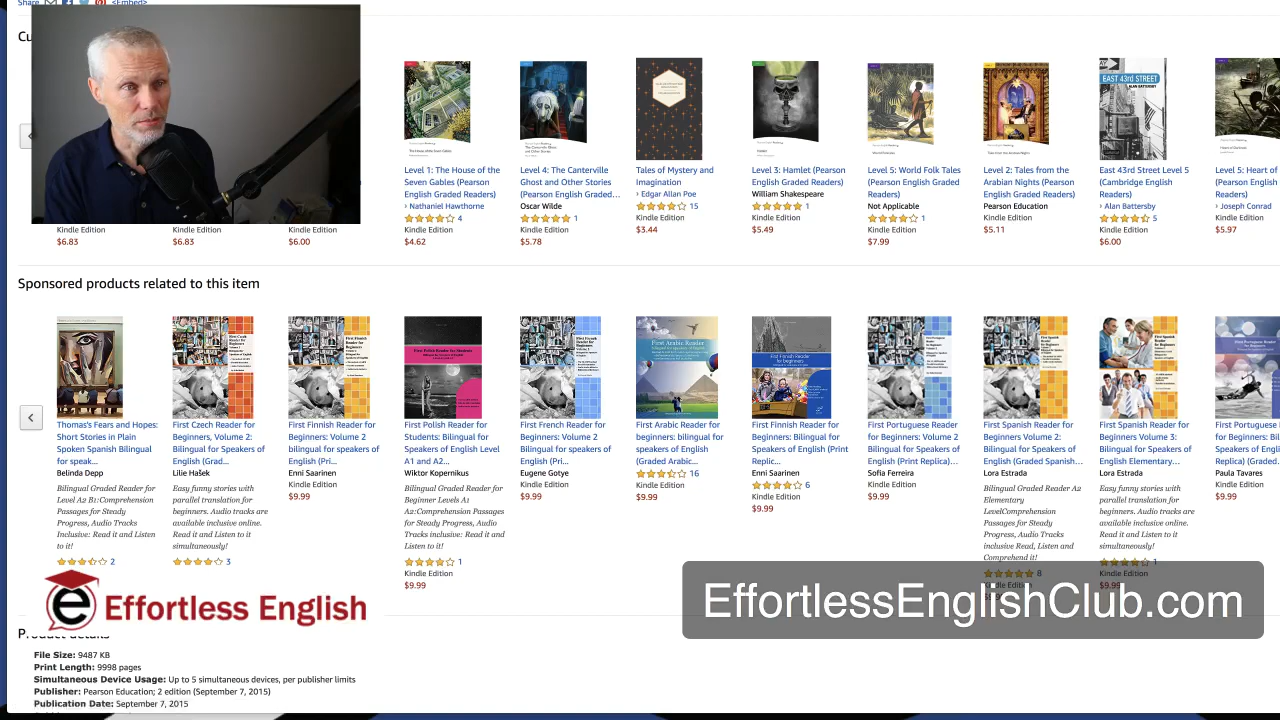 Share
<Embed>
Cu
Level 1: The House of the
Seven Gables (Pearson
English Graded Readers)
› Nathaniel Hawthorne
4
Kindle Edition
$4.62
Level 4: The Canterville
Ghost and Other Stories
(Pearson English Graded…
Oscar Wilde
1
Kindle Edition
$5.78
Tales of Mystery and
Imagination
› Edgar Allan Poe
15
Kindle Edition
$3.44
Level 3: Hamlet (Pearson
English Graded Readers)
William Shakespeare
1
Kindle Edition
$5.49
Level 5: World Folk Tales
(Pearson English Graded
Readers)
Not Applicable
1
Kindle Edition
$7.99
Level 2: Tales from the
Arabian Nights (Pearson
English Graded Readers)
Pearson Education
Kindle Edition
$5.11
EAST 43RD STREET
ALAN BATTERSBY
East 43rd Street Level 5
(Cambridge English
Readers)
› Alan Battersby
5
Kindle Edition
$6.00
Level 5: Heart of
(Pearson English
Readers)
› Joseph Conrad
Kindle Edition
$5.97
Kindle Edition
$6.83
Kindle Edition
$6.83
Kindle Edition
$6.00
Sponsored products related to this item
Thomas's Fears and Hopes:
Short Stories in Plain
Spoken Spanish Bilingual
for speak...
Belinda Depp
Bilingual Graded Reader for
Level A2 B1:Comprehension
Passages for Steady
Progress, Audio Tracks
Inclusive: Read it and Listen
to it!
2
First Czech Reader for
Beginners, Volume 2:
Bilingual for Speakers of
English (Grad...
Lilie Hašek
Easy funny stories with
parallel translation for
beginners. Audio tracks are
available inclusive online.
Read it and listen
simultaneously!
3
First Finnish Reader for
Beginners: Volume 2
bilingual for speakers of
English (Pri...
Enni Saarinen
Kindle Edition
$9.99
First Polish Reader for Students
First Polish Reader for
Students: Bilingual for
Speakers of English Level
A1 and A2...
Wiktor Kopernikus
Bilingual Graded Reader for
Beginner Levels A1
A2:Comprehension Passages
for Steady Progress, Audio
Tracks inclusive: Read it and
Listen to it!
1
Kindle Edition
$9.99
First French Reader for
Beginners: Volume 2
bilingual for speakers of
English (Pri...
Eugene Gotye
Kindle Edition
$9.99
First Arabic Reader
First Arabic Reader for
beginners: bilingual for
speakers of English
(Graded Arabic...
16
Kindle Edition
$9.99
First Finnish Reader
for beginners
First Finnish Reader for
Beginners: Bilingual for
Speakers of English (Print
Replic...
Enni Saarinen
6
Kindle Edition
$9.99
First Portuguese Reader
for Beginners: Volume 2
Bilingual for Speakers of
English (Print Replica)...
Sofia Ferreira
Kindle Edition
$9.99
First Spanish Reader for
Beginners Volume 2:
Bilingual for Speakers of
English (Graded Spanish...
Lora Estrada
Bilingual Graded Reader A2
Elementary
LevelComprehension
Passages for Steady
Progress, Audio Tracks
inclusive Read, Listen and
Comprehend it!
8
First Spanish Reader for
Beginners Volume 3:
Bilingual for Speakers of
English Elementary...
Lora Estrada
Easy funny stories with
parallel translation for
beginners. Audio tracks are
available inclusive online.
Read it and listen
simultaneously!
1
Kindle Edition
$9.99
First Portuguese
for Beginners: Bil
Speakers of Engli
Replica) (Graded.
Paula Tavares
Kindle Edition
$9.99
e Effortless English
EffortlessEnglishClub.com
Product details
File Size: 9487 KB
Print Length: 9998 pages
Simultaneous Device Usage: Up to 5 simultaneous devices, per publisher limits
Publisher: Pearson Education; 2 edition (September 7, 2015)
Publication Date: September 7, 2015